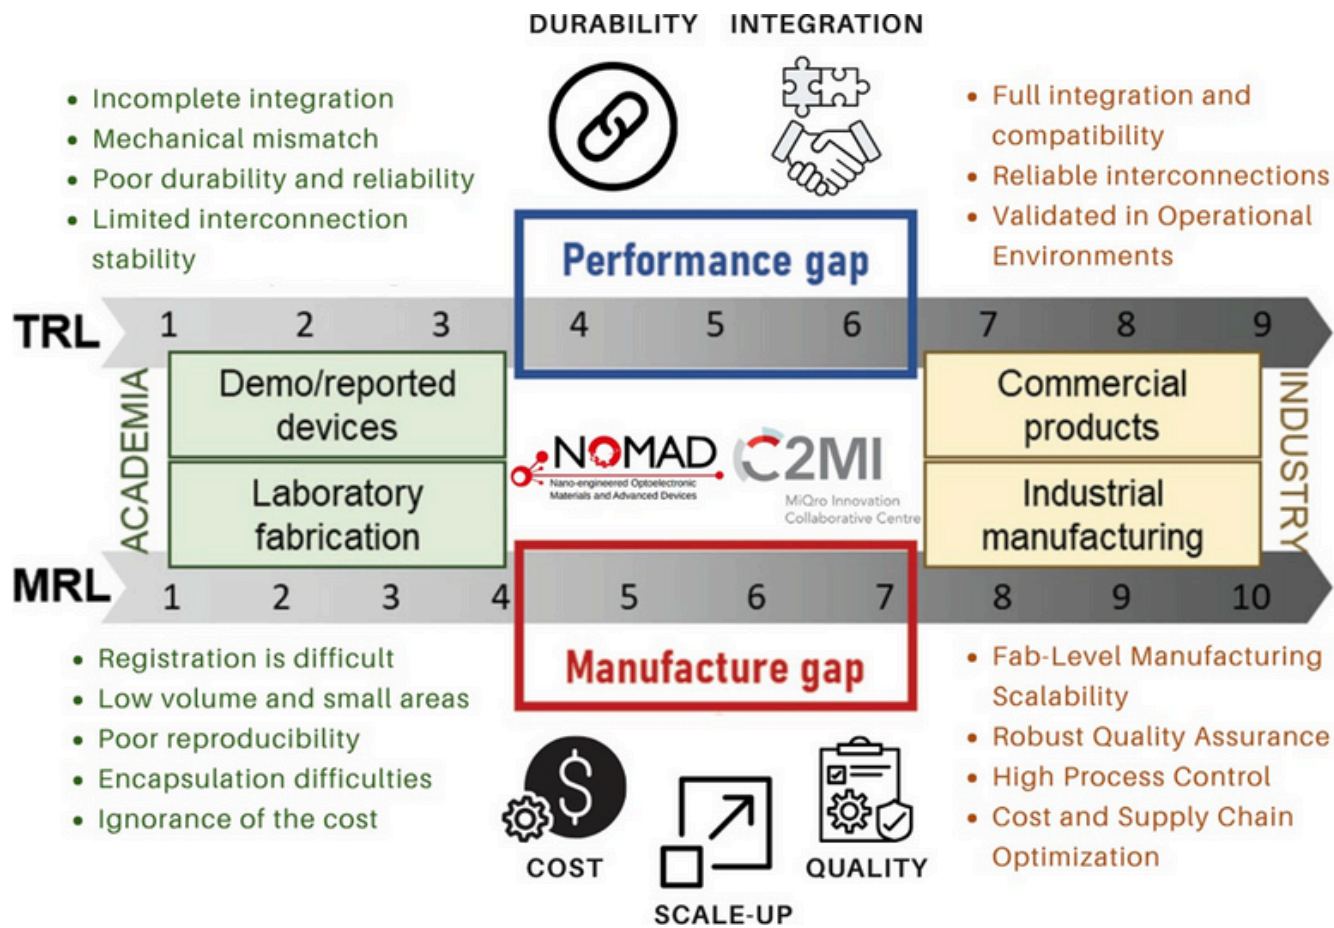 DURABILITY
INTEGRATION
• Incomplete integration
• Mechanical mismatch
• Poor durability and reliability
• Limited interconnection
stability
• Full integration and
compatibility
• Reliable interconnections
• Validated in Operational
Environments
Performance gap
TRL 1 2 3 4 5 6 7 8 9
ACADEMIA
Demo/reported
devices
Laboratory
fabrication
NOMAD
Nano-engineered Optoelectronic
Materials and Advanced Devices
C2MI
MiQro Innovation
Collaborative Centre
Commercial
products
Industrial
manufacturing
INDUSTRY
MRL 1 2 3 4 5 6 7 8 9 10
Manufacture gap
• Registration is difficult
• Low volume and small areas
• Poor reproducibility
• Encapsulation difficulties
• Ignorance of the cost
COST
SCALE-UP
QUALITY
• Fab-Level Manufacturing
Scalability
• Robust Quality Assurance
• High Process Control
• Cost and Supply Chain
Optimization